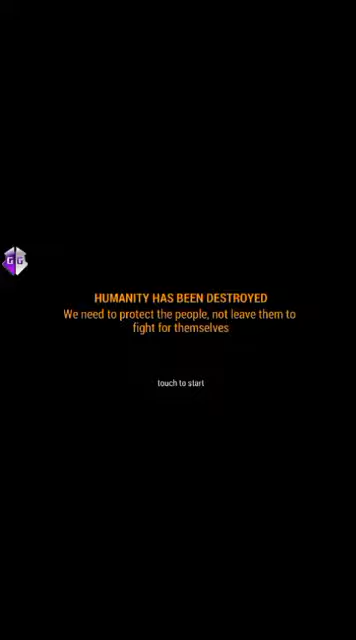 GG
HUMANITY HAS BEEN DESTROYED
We need to protect the people, not leave them to
fight for themselves
touch to start